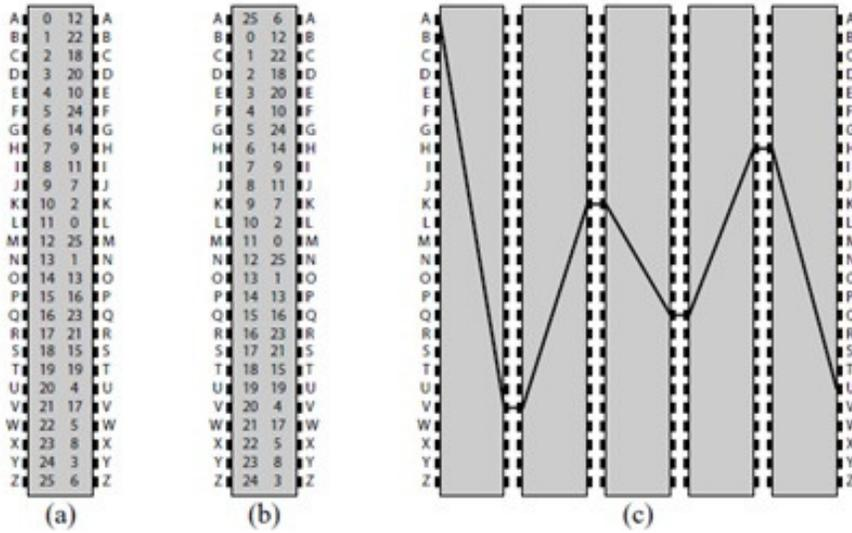 A 0 12 A A 25 6 A A A
B 1 22 B B 0 12 B B B
C 2 18 C C 1 22 C C C
D 3 20 D D 2 18 D D D
E 4 10 E E 3 20 E E E
F 5 24 F F 4 10 F F F
G 6 14 G G 5 24 G G G
H 7 9 H H 6 14 H H H
I 8 11 I I 7 9 I I I
J 9 7 J J 8 11 J J J
K 10 2 K K 9 7 K K K
L 11 0 L L 10 2 L L L
M 12 25 M M 11 0 M M M
N 13 1 N N 12 25 N N N
O 14 13 O O 13 1 O O O
P 15 16 P P 14 13 P P P
Q 16 23 Q Q 15 16 Q Q Q
R 17 21 R R 16 23 R R R
S 18 15 S S 17 21 S S S
T 19 19 T T 18 15 T T T
U 20 4 U U 19 19 U U U
V 21 17 V V 20 4 V V V
W 22 5 W W 21 17 W W W
X 23 8 X X 22 5 X X X
Y 24 3 Y Y 23 8 Y Y Y
Z 25 6 Z Z 24 3 Z Z Z
(a) (b) (c)